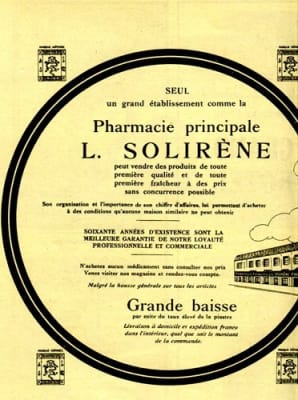 SEUL
un grand établissement comme la
Pharmacie principale
L. SOLIRÈNE
peut vendre des produits de toute
première qualité et de toute
première fraîcheur à des prix
sans concurrence possible
Son organisation et l'importance de son chiffre d'affaires, lui permettant d'acheter
à des conditions qu'aucune maison similaire ne peut obtenir
SOIXANTE ANNÉES D'EXISTENCE SONT LA
MEILLEURE GARANTIE DE NOTRE LOYAUTÉ
PROFESSIONNELLE ET COMMERCIALE
N'achetez aucun médicament sans consulter nos prix
Venez visiter nos magasins et rendez-vous compte.
Malgré la hausse générale sur tous les articles
Grande baisse
par suite du taux élevé de la piastre
Livraison à domicile et expédition franco
dans l'intérieur, quel que soit le montant
de la commande.